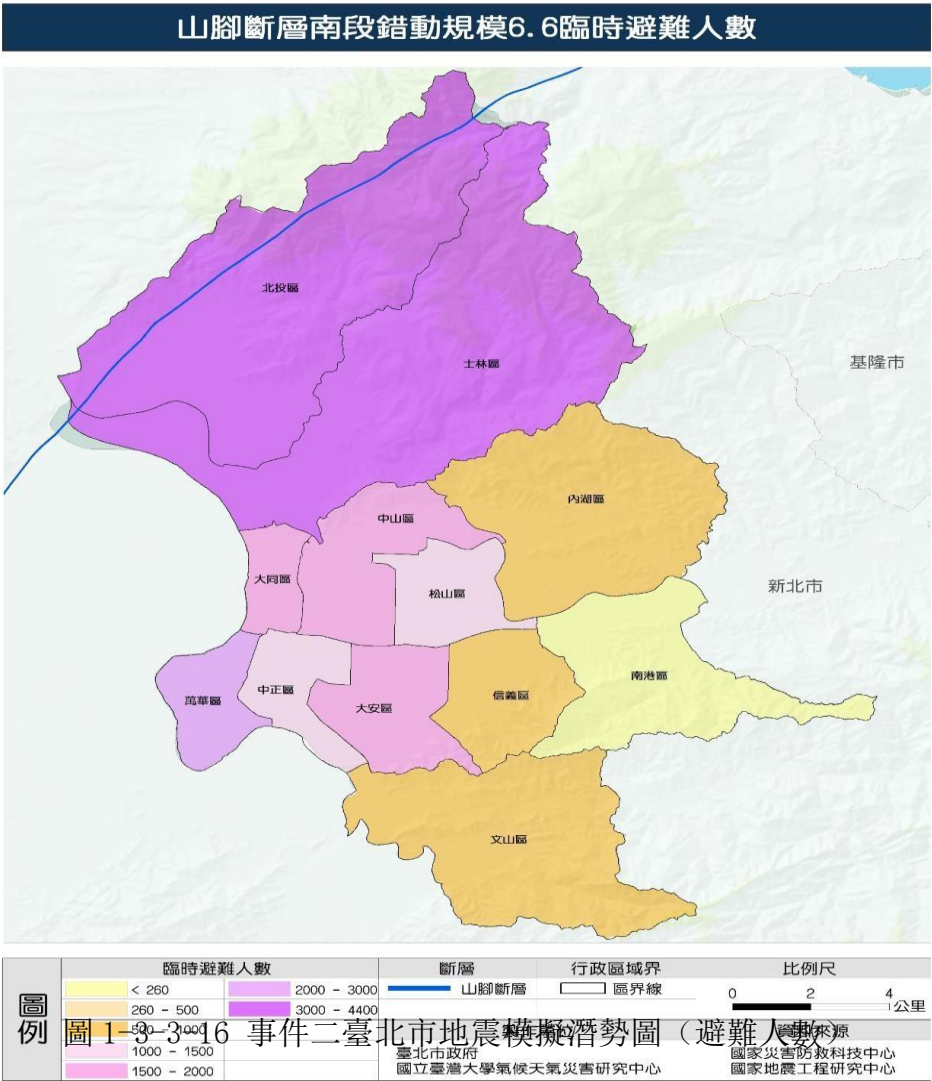 山腳斷層南段錯動規模6.6臨時避難人數
北投區
士林區
基隆市
內湖區
中山區
大同區
松山區
新北市
南港區
中正區
萬華區
大安區
信義區
文山區
圖例
臨時避難人數
斷層
行政區域界
比例尺
< 260
2000 - 3000
山腳斷層
區界線
0 2 4
公里
260 - 500
3000 - 4400
500 - 1000
圖 1-3-3-16 事件二臺北市地震模擬潛勢圖（避難人數）
資料來源
1000 - 1500
臺北市政府
國家災害防救科技中心
1500 - 2000
國立臺灣大學氣候天氣災害研究中心
國家地震工程研究中心